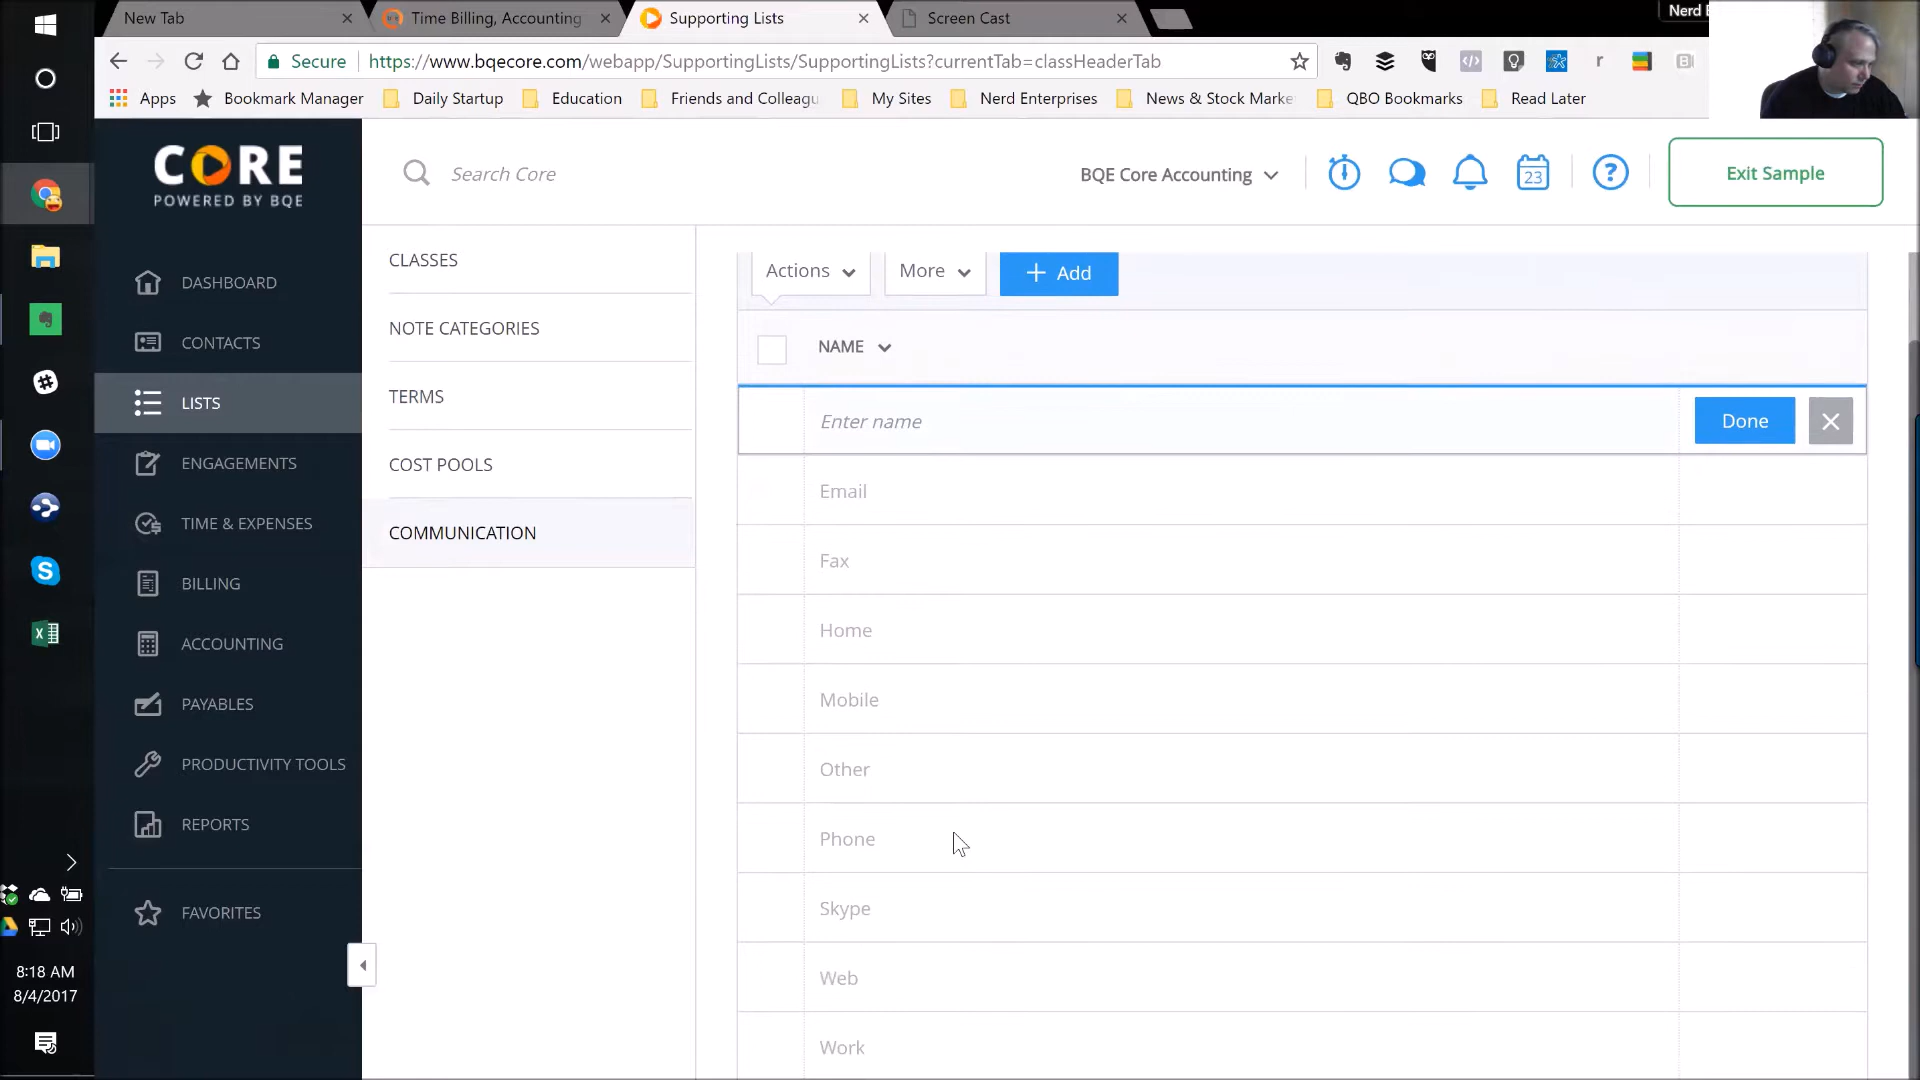 New Tab
Time Billing, Accounting
Supporting Lists
Screen Cast
Secure
https://www.bqecore.com/webapp/SupportingLists/SupportingLists?currentTab=classHeaderTab
Apps
Bookmark Manager
Daily Startup
Education
Friends and Colleagu
My Sites
Nerd Enterprises
News & Stock Marke
QBO Bookmarks
Read Later
CORE
POWERED BY BQE
Search Core
BQE Core Accounting
23
Exit Sample
DASHBOARD
CONTACTS
LISTS
ENGAGEMENTS
TIME & EXPENSES
BILLING
ACCOUNTING
PAYABLES
PRODUCTIVITY TOOLS
REPORTS
FAVORITES
CLASSES
NOTE CATEGORIES
TERMS
COST POOLS
COMMUNICATION
Actions
More
+ Add
NAME
Enter name
Done
Email
Fax
Home
Mobile
Other
Phone
Skype
Web
Work
8:18 AM
8/4/2017